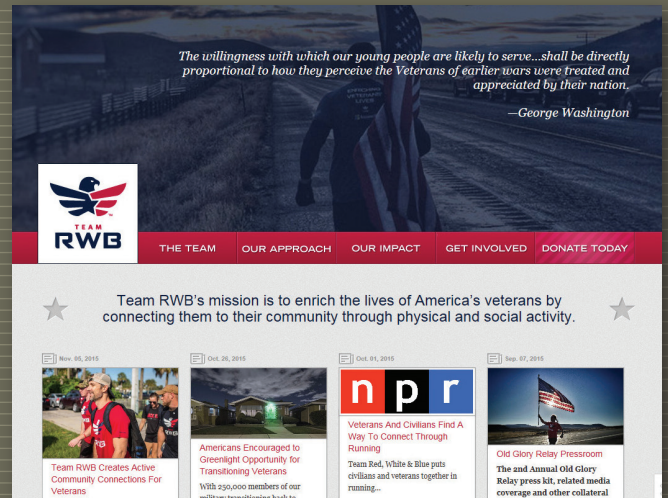 The willingness with which our young people are likely to serve...shall be directly
proportional to how they perceive the Veterans of earlier wars were treated and
appreciated by their nation.
—George Washington
TEAM
RWB
THE TEAM
OUR APPROACH
OUR IMPACT
GET INVOLVED
DONATE TODAY
Team RWB's mission is to enrich the lives of America's veterans by
connecting them to their community through physical and social activity.
Nov. 05, 2015
Team RWB Creates Active
Community Connections For
Veterans
Oct. 26, 2015
Americans Encouraged to
Greenlight Opportunity for
Transitioning Veterans
With 250,000 members of our
military transitioning back to
Oct. 01, 2015
npr
Veterans And Civilians Find A
Way To Connect Through
Running
Team Red, White & Blue puts
civilians and veterans together in
running...
Sep. 07, 2015
Old Glory Relay Pressroom
The 2nd Annual Old Glory
Relay press kit, related media
coverage and other collateral